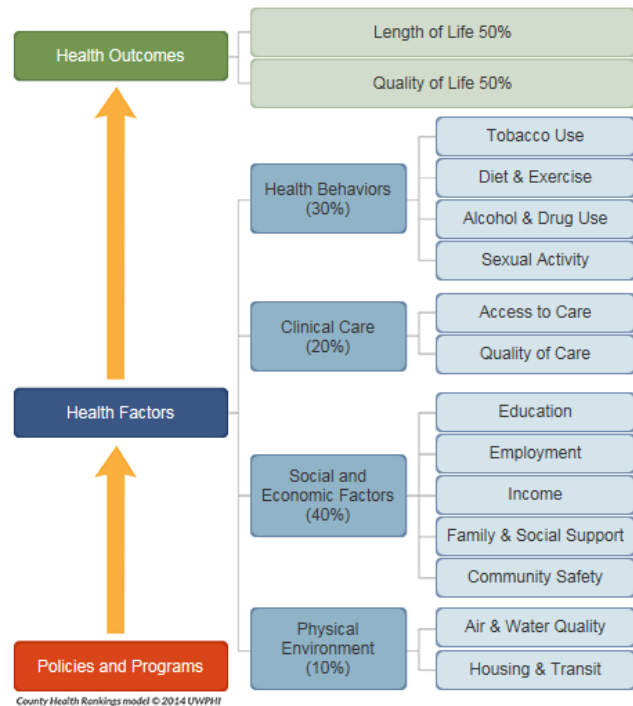 Health Outcomes
Length of Life 50%
Quality of Life 50%
Health Behaviors
(30%)
Tobacco Use
Diet & Exercise
Alcohol & Drug Use
Sexual Activity
Clinical Care
(20%)
Access to Care
Quality of Care
Health Factors
Social and
Economic Factors
(40%)
Education
Employment
Income
Family & Social Support
Community Safety
Physical
Environment
(10%)
Air & Water Quality
Housing & Transit
Policies and Programs
County Health Rankings model © 2014 UWPHI